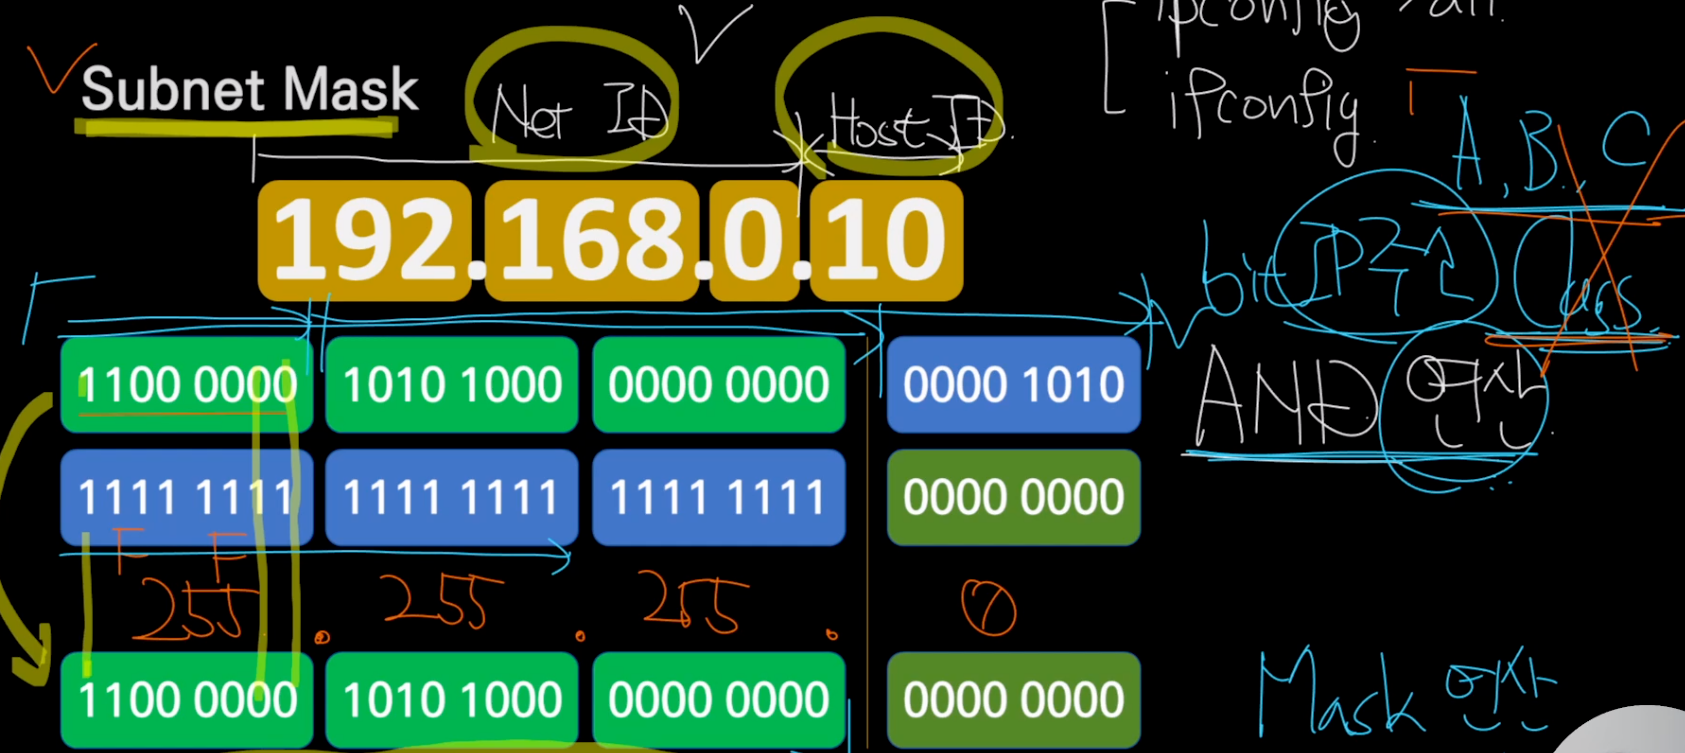 ipconfig /all.
Subnet Mask
Net ID
Host ID.
ifconfig.
A, B, C
192.168.0.10
bit
IP주소
Class.
1100 0000 1010 1000 0000 0000 0000 1010
AND 연산.
1111 1111 1111 1111 1111 1111 0000 0000
F F
255 . 255 . 255 . 0
1100 0000 1010 1000 0000 0000 0000 0000
Mask 연산